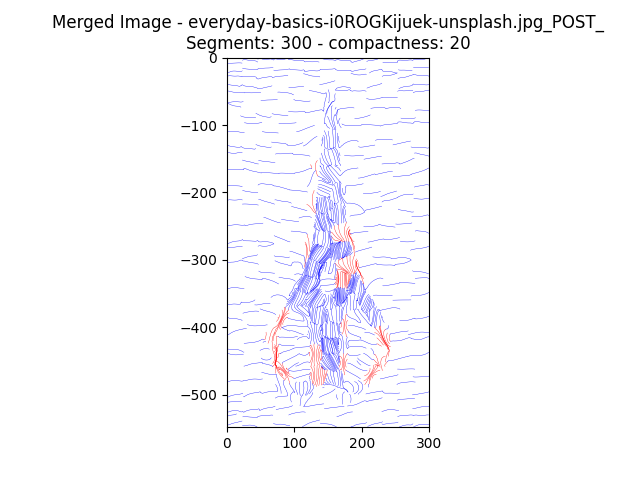 Merged Image - everyday-basics-i0ROGKijuek-unsplash.jpg_POST_
Segments: 300 - compactness: 20
0
−100
−200
−300
−400
−500
0 100 200 300